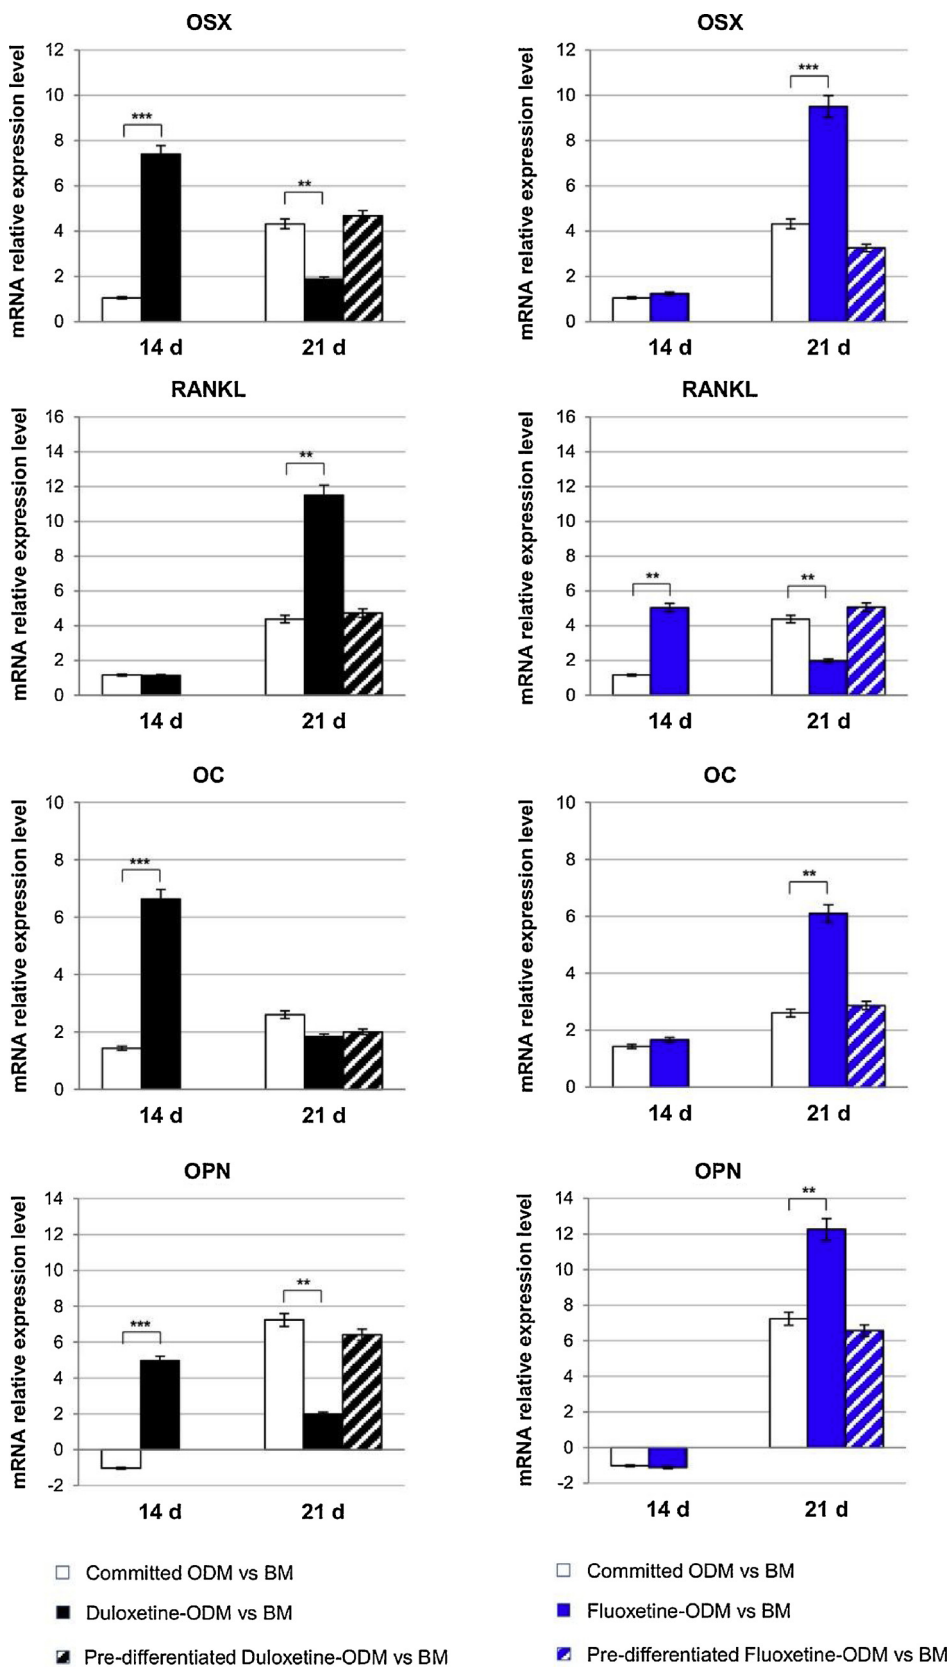 OSX
mRNA relative expression level
12
10
8
6
4
2
0
***
**
14 d
21 d
OSX
mRNA relative expression level
12
10
8
6
4
2
0
***
14 d
21 d
RANKL
mRNA relative expression level
16
14
12
10
8
6
4
2
0
**
14 d
21 d
RANKL
mRNA relative expression level
16
14
12
10
8
6
4
2
0
**
**
14 d
21 d
OC
mRNA relative expression level
10
8
6
4
2
0
***
14 d
21 d
OC
mRNA relative expression level
10
8
6
4
2
0
**
14 d
21 d
OPN
mRNA relative expression level
14
12
10
8
6
4
2
0
-2
***
**
14 d
21 d
OPN
mRNA relative expression level
14
12
10
8
6
4
2
0
-2
**
14 d
21 d
Committed ODM vs BM
Duloxetine-ODM vs BM
Pre-differentiated Duloxetine-ODM vs BM
Committed ODM vs BM
Fluoxetine-ODM vs BM
Pre-differentiated Fluoxetine-ODM vs BM